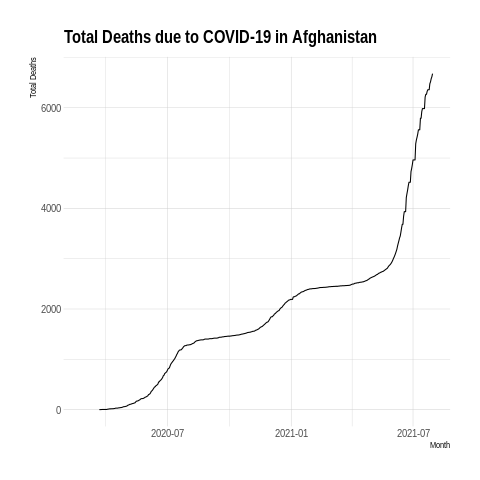 Total Deaths due to COVID-19 in Afghanistan
Total Deaths
6000
4000
2000
0
2020-07 2021-01 2021-07
Month